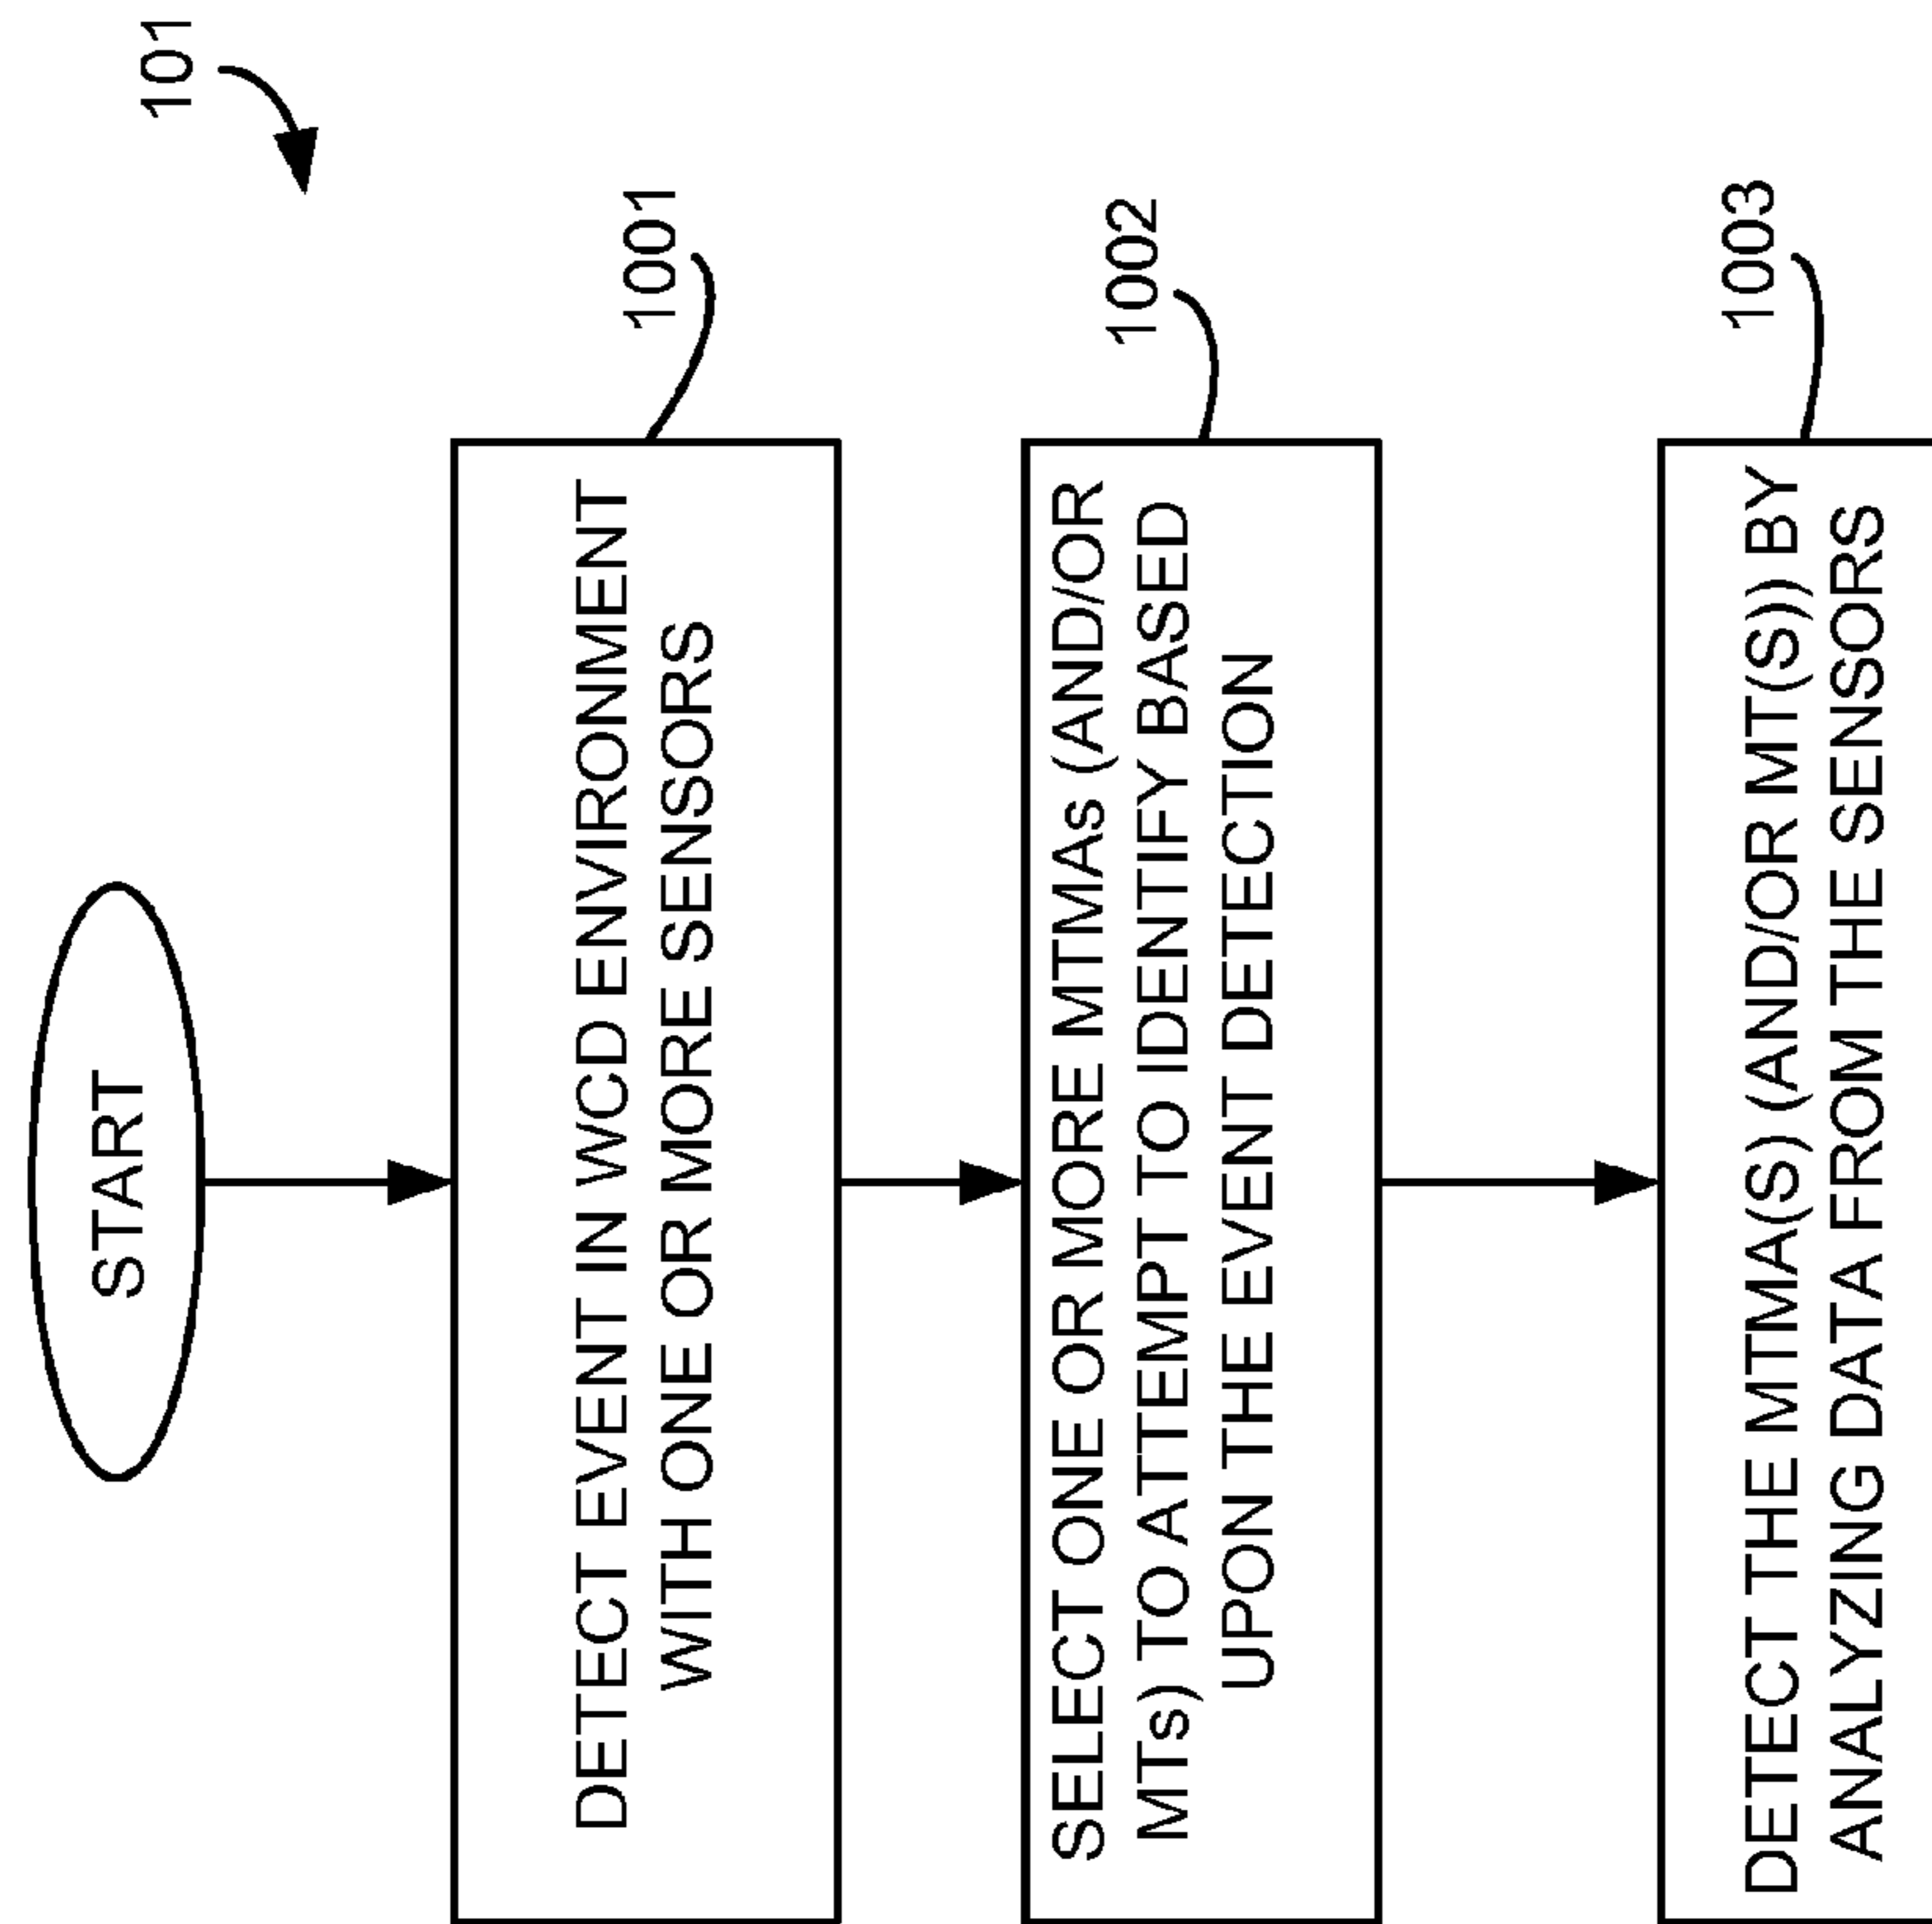 101
START
1001
DETECT EVENT IN WCD ENVIRONMENT
WITH ONE OR MORE SENSORS
1002
SELECT ONE OR MORE MTMAs (AND/OR
MTs) TO ATTEMPT TO IDENTIFY BASED
UPON THE EVENT DETECTION
1003
DETECT THE MTMA(S) (AND/OR MT(S)) BY
ANALYZING DATA FROM THE SENSORS